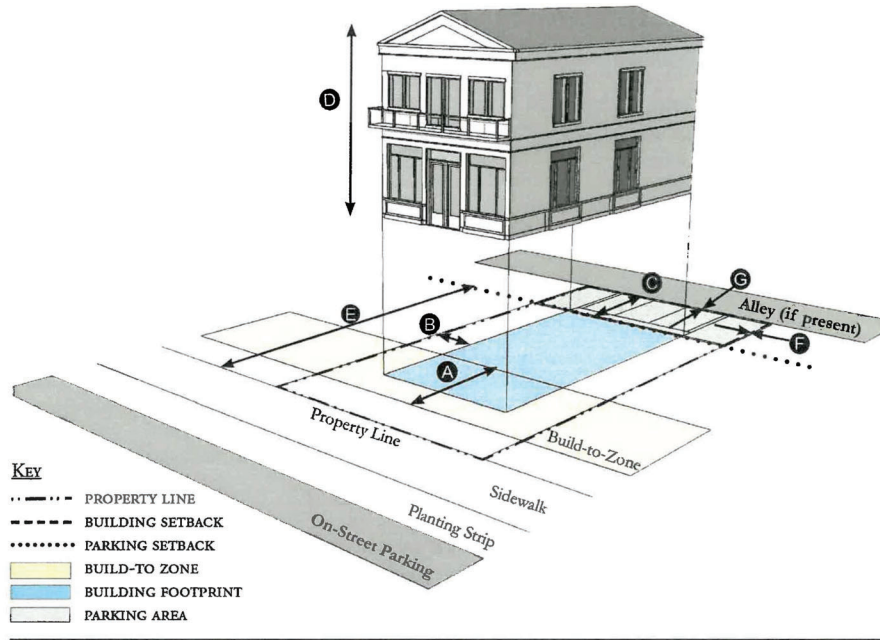 D
E
B
A
C
G
Alley (if present)
F
Property Line
Build-to-Zone
Sidewalk
Planting Strip
On-Street Parking
KEY
PROPERTY LINE
BUILDING SETBACK
PARKING SETBACK
BUILD-TO ZONE
BUILDING FOOTPRINT
PARKING AREA